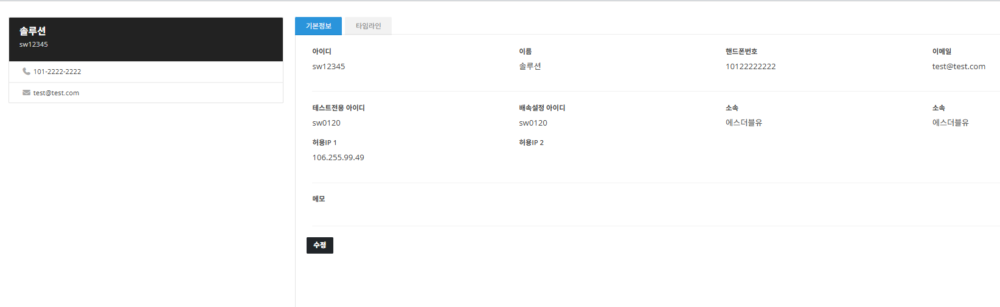 솔루션
sw12345
101-2222-2222
test@test.com
기본정보 타임라인
아이디 이름 핸드폰번호 이메일
sw12345 솔루션 10122222222 test@test.com
테스트전용 아이디 배속설정 아이디 소속 소속
sw0120 sw0120 에스더블유 에스더블유
허용IP 1 허용IP 2
106.255.99.49
메모
수정